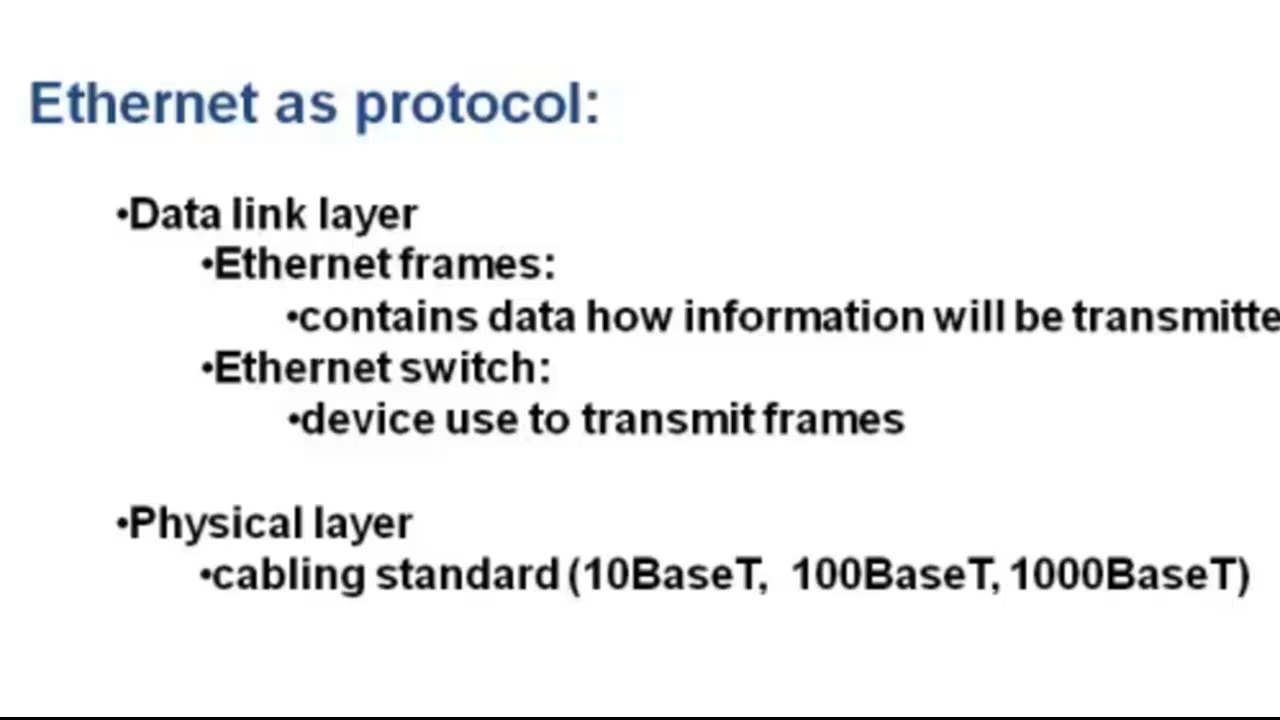 Ethernet as protocol:
•Data link layer
•Ethernet frames:
•contains data how information will be transmitte
•Ethernet switch:
•device use to transmit frames
•Physical layer
•cabling standard (10BaseT, 100BaseT, 1000BaseT)